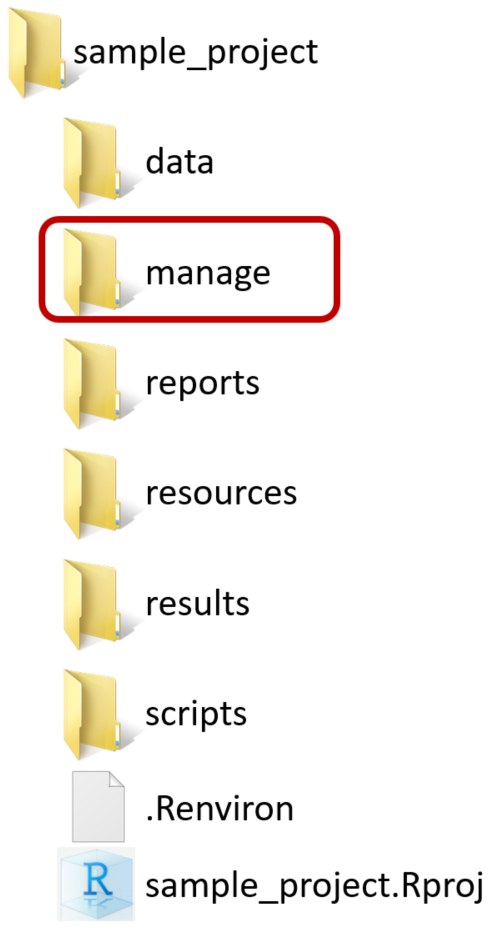 sample_project
data
manage
reports
resources
results
scripts
.Renviron
R
sample_project.Rproj